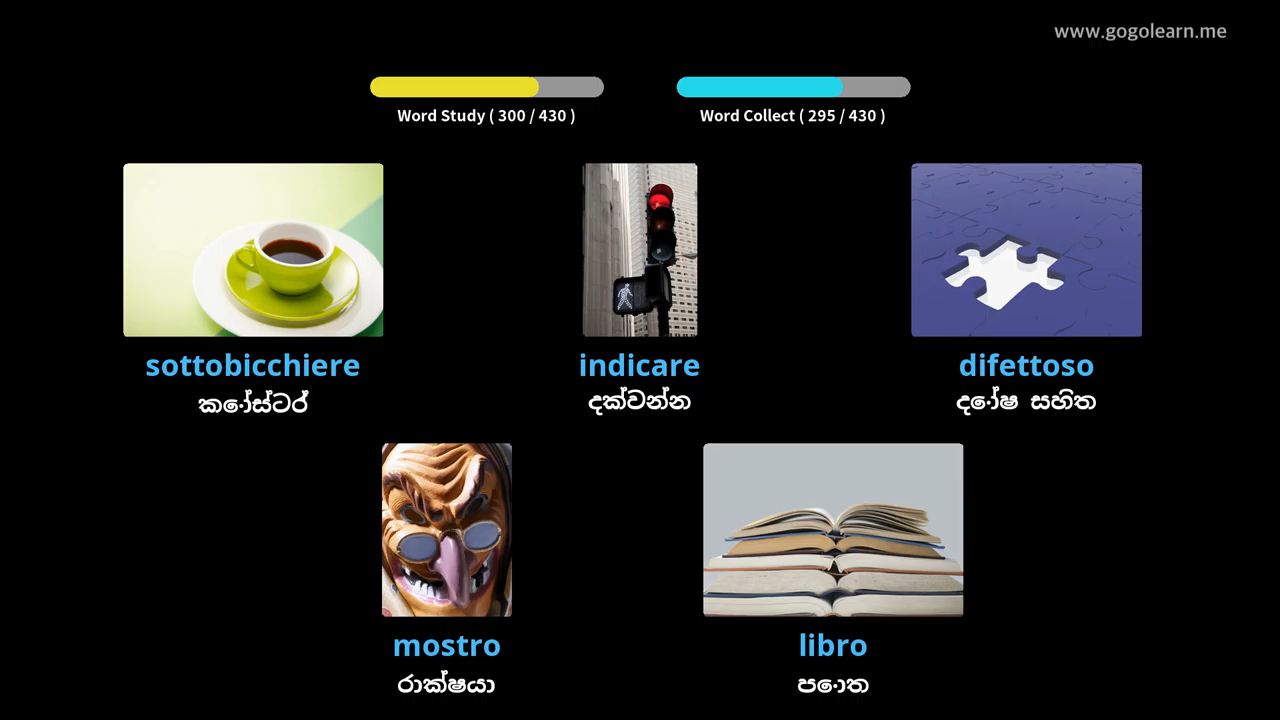 www.gogolearn.me
Word Study ( 300 / 430 )
Word Collect ( 295 / 430 )
sottobicchiere
indicare
difettoso
කෝස්ටර්
දක්වන්න
දෝෂ සහිත
mostro
libro
රාක්ෂයා
පොත